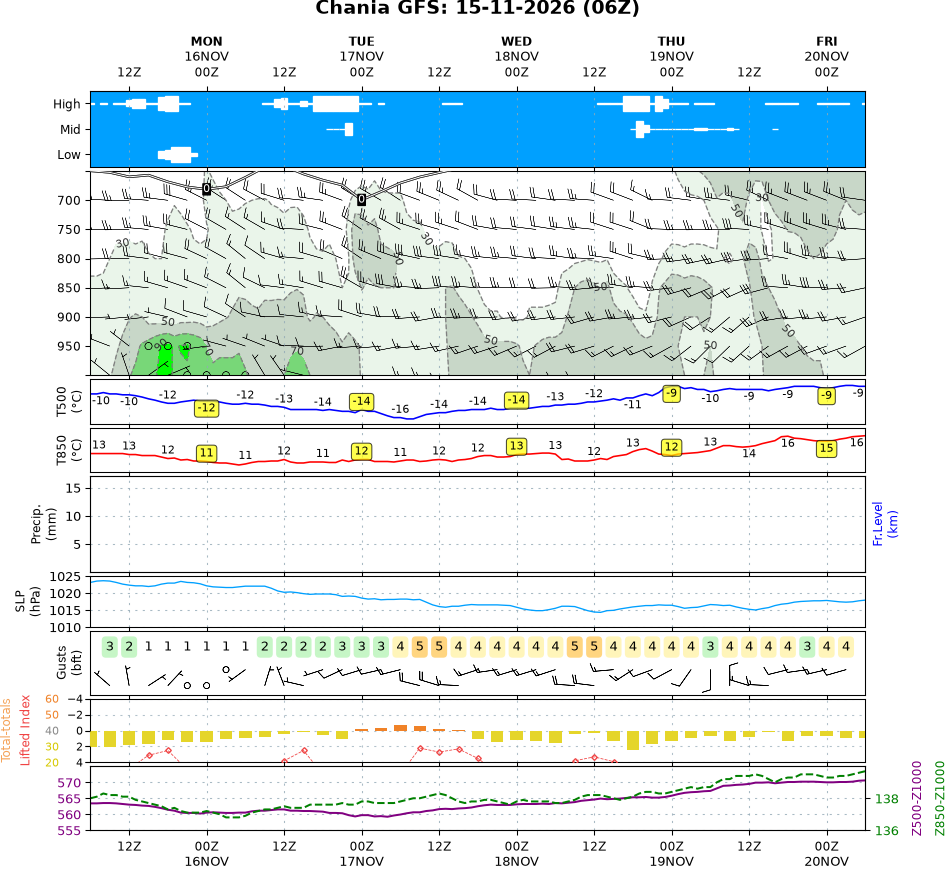 Chania GFS: 15-11-2026 (06Z)
MON TUE WED THU FRI
16NOV 17NOV 18NOV 19NOV 20NOV
12Z 00Z 12Z 00Z 12Z 00Z 12Z 00Z 12Z 00Z
High
Mid
Low
0
0
700
750
800
850
900
950
30
50
90
70
30
50
50
50
30
50
50
50
T500
(°C)
-10 -10 -12 -12 -12 -13 -14 -14 -16 -14 -14 -14 -13 -12 -11 -9 -10 -9 -9 -9 -9
T850
(°C)
13 13 12 11 11 12 11 12 11 12 12 13 13 12 13 12 13 14 16 15 16
Precip.
(mm)
15
10
5
Fr.Level
(km)
SLP
(hPa)
1025
1020
1015
1010
Gusts
(bft)
3 2 1 1 1 1 1 1 2 2 2 2 3 3 3 4 5 5 4 4 4 4 4 4 5 5 4 4 4 4 4 3 4 4 4 4 3 4 4
Total-totals
Lifted Index
60 −4
50 −2
40 0
30 2
20 4
570
565
560
555
138
136
Z500-Z1000
Z850-Z1000
12Z 00Z 12Z 00Z 12Z 00Z 12Z 00Z 12Z 00Z
16NOV 17NOV 18NOV 19NOV 20NOV